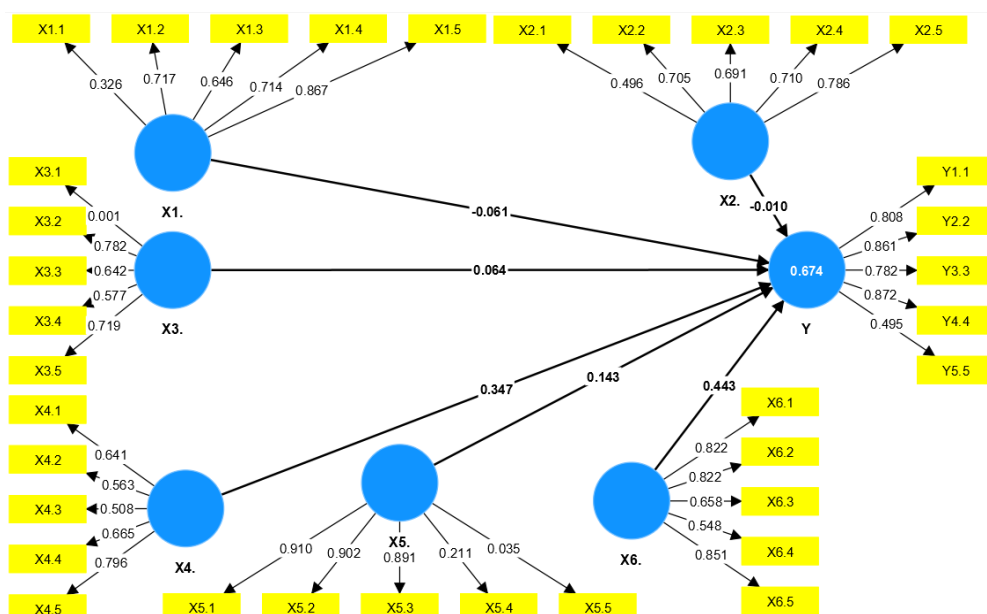 X1.1 X1.2 X1.3 X1.4 X1.5 X2.1 X2.2 X2.3 X2.4 X2.5
0.326 0.717 0.646 0.714 0.867 0.496 0.705 0.691 0.710 0.786
X1.
X2.
-0.061
-0.010
X3.1
X3.2
X3.3
X3.4
X3.5
0.001
0.782
0.642
0.577
0.719
X3.
0.064
Y1.1
Y2.2
Y3.3
Y4.4
Y5.5
0.808
0.861
0.782
0.872
0.495
0.674
Y
X4.1
X4.2
X4.3
X4.4
X4.5
0.641
0.563
0.508
0.665
0.796
X4.
0.347
0.143
0.443
X5.
0.910 0.902 0.891 0.211 0.035
X5.1 X5.2 X5.3 X5.4 X5.5
X6.
0.822
0.822
0.658
0.548
0.851
X6.1
X6.2
X6.3
X6.4
X6.5